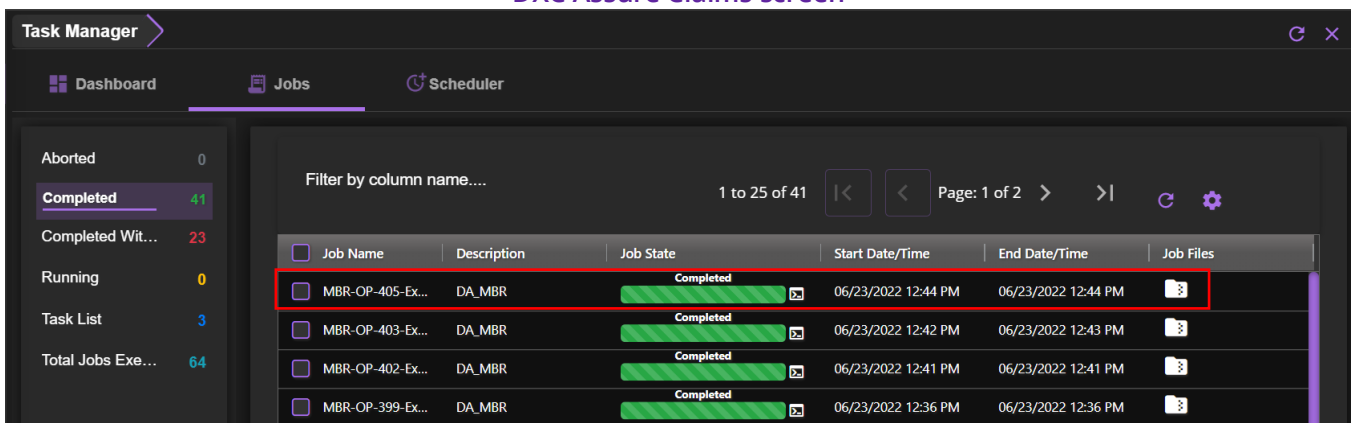 DAC Assure Claims screen
Task Manager
Dashboard Jobs Scheduler
Aborted 0
Completed 41
Completed Wit... 23
Running 0
Task List 3
Total Jobs Exe... 64
Filter by column name....
1 to 25 of 41 Page: 1 of 2
Job Name Description Job State Start Date/Time End Date/Time Job Files
MBR-OP-405-Ex... DA_MBR Completed 06/23/2022 12:44 PM 06/23/2022 12:44 PM
MBR-OP-403-Ex... DA_MBR Completed 06/23/2022 12:42 PM 06/23/2022 12:43 PM
MBR-OP-402-Ex... DA_MBR Completed 06/23/2022 12:41 PM 06/23/2022 12:41 PM
MBR-OP-399-Ex... DA_MBR Completed 06/23/2022 12:36 PM 06/23/2022 12:36 PM